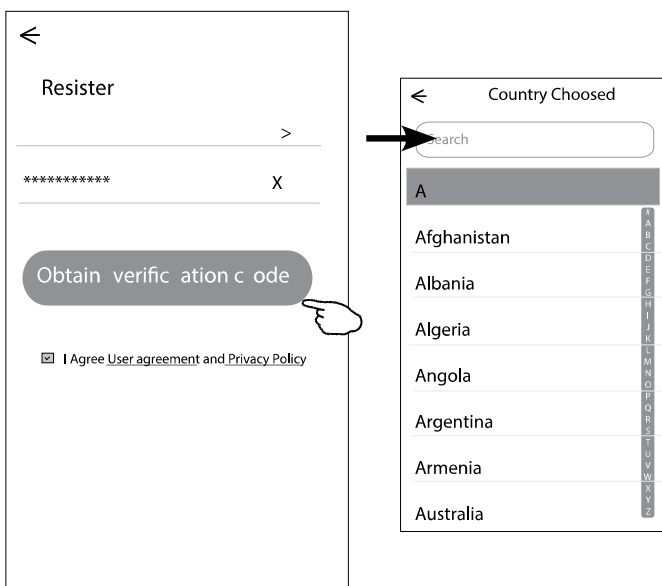 Resister
>
***********
X
Obtain verific ation c ode
I Agree User agreement and Privacy Policy
Country Choosed
Search
A
Afghanistan
Albania
Algeria
Angola
Argentina
Armenia
Australia
#
A
B
C
D
E
F
G
H
I
J
K
L
M
N
O
P
Q
R
S
T
U
V
W
X
Y
Z